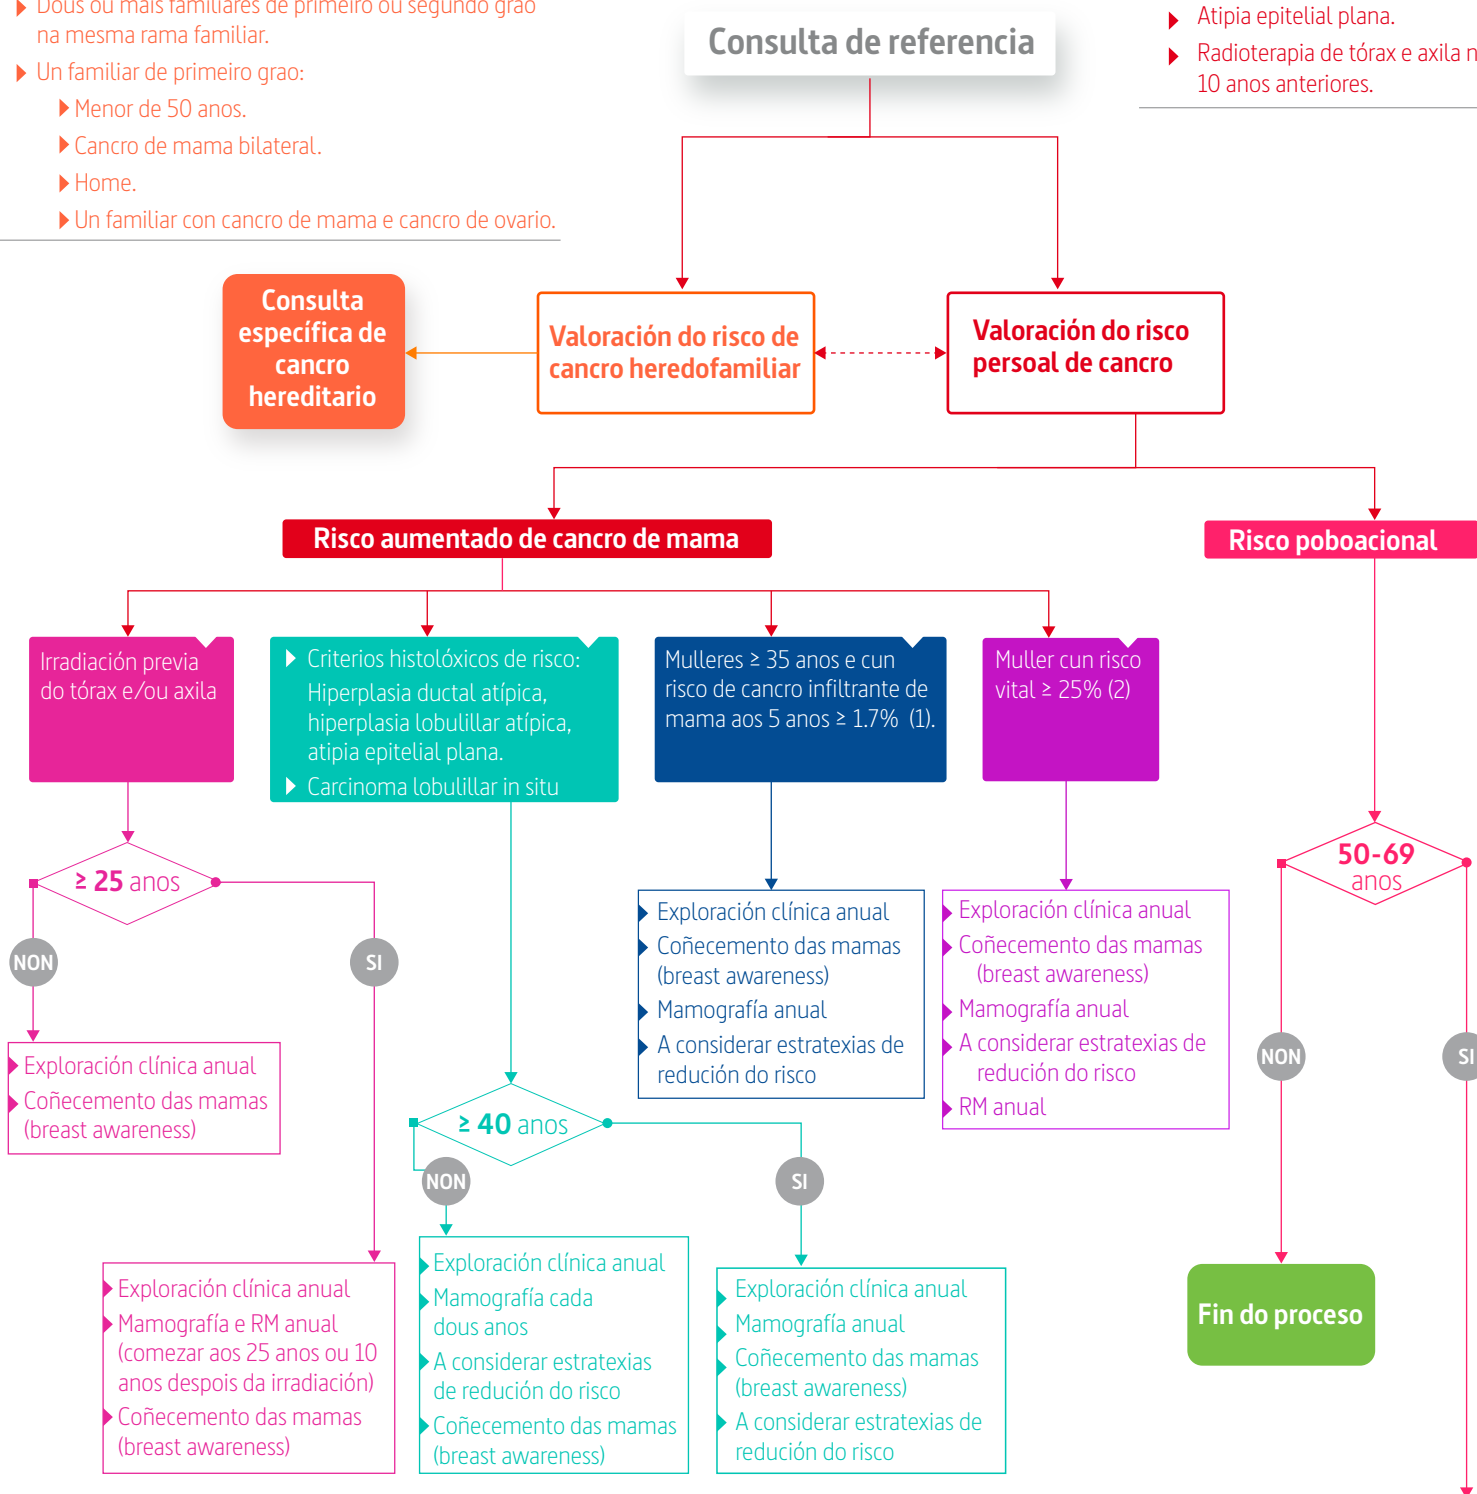 Dous ou mais familiares de primeiro ou segundo grao
na mesma rama familiar.
Un familiar de primeiro grao:
Menor de 50 anos.
Cancro de mama bilateral.
Home.
Un familiar con cancro de mama e cancro de ovario.
Consulta de referencia
Atipia epitelial plana.
Radioterapia de tórax e axila n
10 anos anteriores.
Consulta
específica de
cancro
hereditario
Valoración do risco de
cancro heredofamiliar
Valoración do risco
persoal de cancro
Risco aumentado de cancro de mama
Risco poboacional
Irradiación previa
do tórax e/ou axila
Criterios histolóxicos de risco:
Hiperplasia ductal atípica,
hiperplasia lobulillar atípica,
atipia epitelial plana.
Carcinoma lobulillar in situ
Mulleres ≥ 35 anos e cun
risco de cancro infiltrante de
mama aos 5 anos ≥ 1.7% (1).
Muller cun risco
vital ≥ 25% (2)
≥ 25 anos
NON
SI
Exploración clínica anual
Coñecemento das mamas
(breast awareness)
Exploración clínica anual
Mamografía e RM anual
(comezar aos 25 anos ou 10
anos despois da irradiación)
Coñecemento das mamas
(breast awareness)
≥ 40 anos
NON
SI
Exploración clínica anual
Mamografía cada
dous anos
A considerar estratexias
de redución do risco
Coñecemento das mamas
(breast awareness)
Exploración clínica anual
Mamografía anual
Coñecemento das mamas
(breast awareness)
A considerar estratexias de
redución do risco
Exploración clínica anual
Coñecemento das mamas
(breast awareness)
Mamografía anual
A considerar estratexias de
redución do risco
Exploración clínica anual
Coñecemento das mamas
(breast awareness)
Mamografía anual
A considerar estratexias de
redución do risco
RM anual
50-69
anos
NON
SI
Fin do proceso